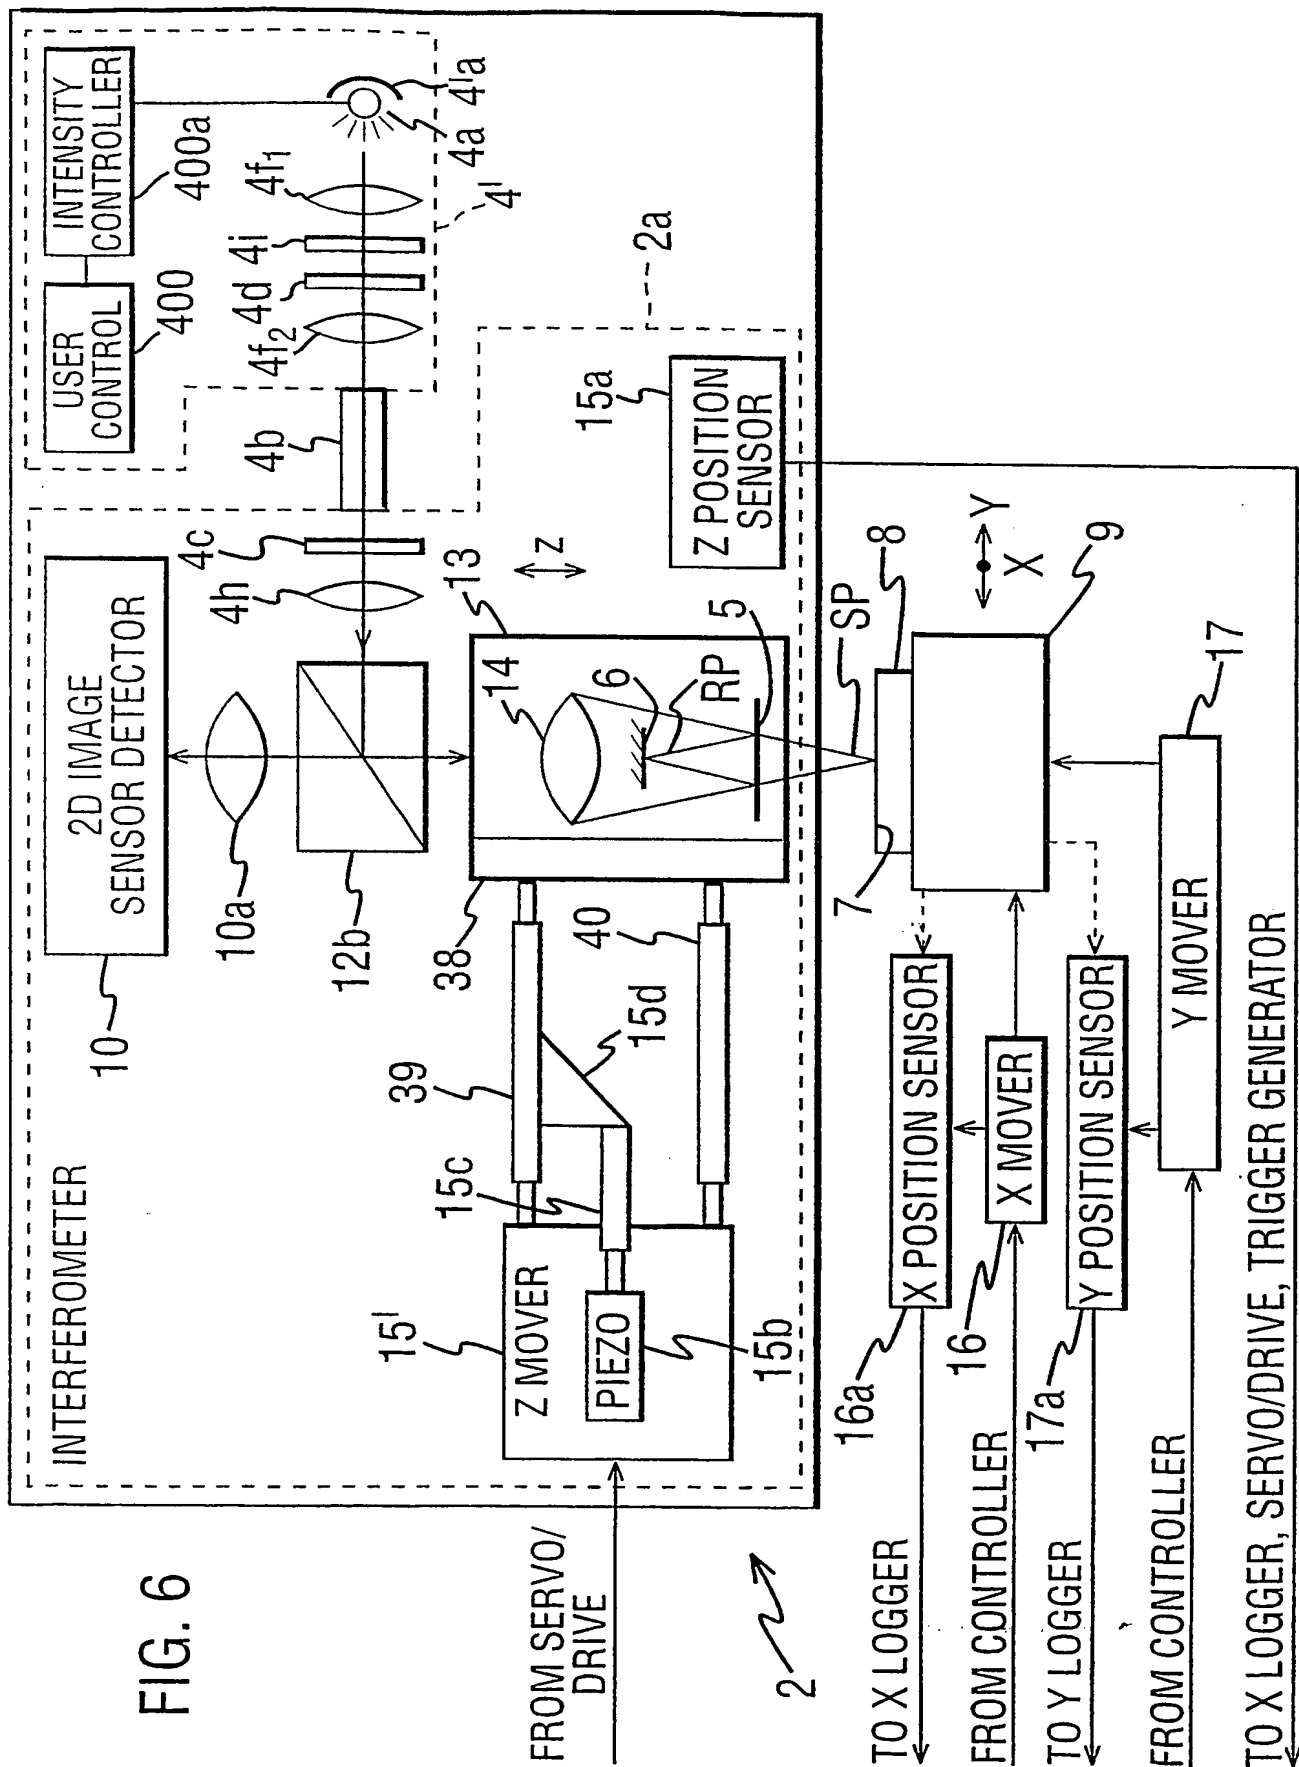 FIG. 6
INTERFEROMETER
2D IMAGE
SENSOR DETECTOR
10
10a
12b
USER
CONTROL
400
INTENSITY
CONTROLLER
400a
4a
4'a
4f1
4i
4d
4f2
4'
4b
4c
4h
2a
Z POSITION
SENSOR
15a
13
Z
14
6
RP
5
38
39
40
15d
15c
15'
Z MOVER
PIEZO
15b
FROM SERVO/
DRIVE
2
SP
7
8
9
Y
X
17
X POSITION SENSOR
16a
X MOVER
16
Y POSITION SENSOR
17a
Y MOVER
TO X LOGGER
FROM CONTROLLER
TO Y LOGGER
FROM CONTROLLER
TO X LOGGER, SERVO/DRIVE, TRIGGER GENERATOR